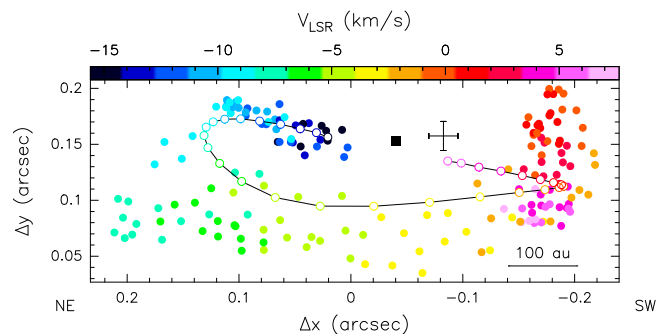 V_LSR (km/s)
−15 −10 −5 0 5
0.2
0.15
0.1
0.05
Δy (arcsec)
100 au
0.2 0.1 0 −0.1 −0.2
NE SW
Δx (arcsec)